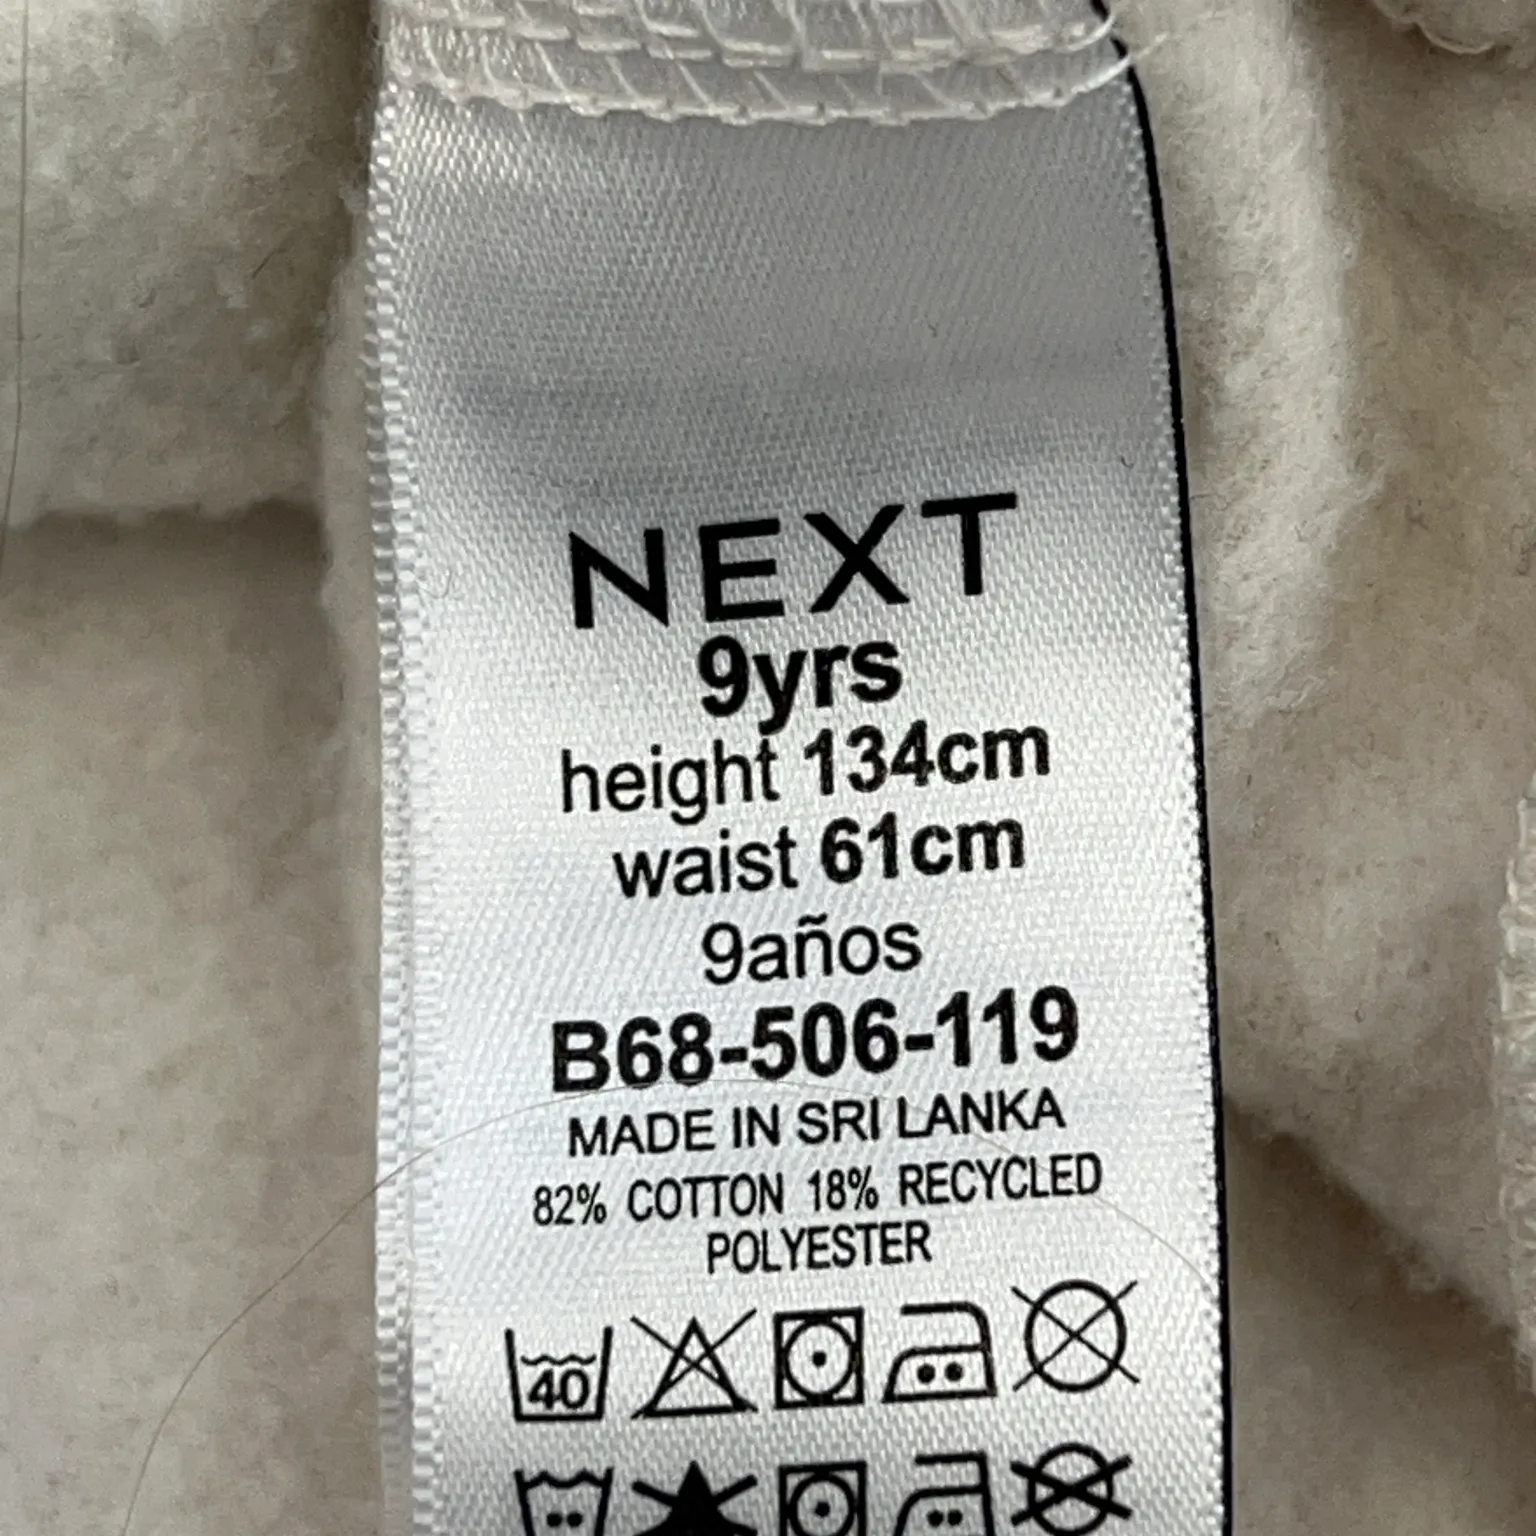 NEXT
9yrs
height 134cm
waist 61cm
9años
B68-506-119
MADE IN SRI LANKA
82% COTTON 18% RECYCLED
POLYESTER
40